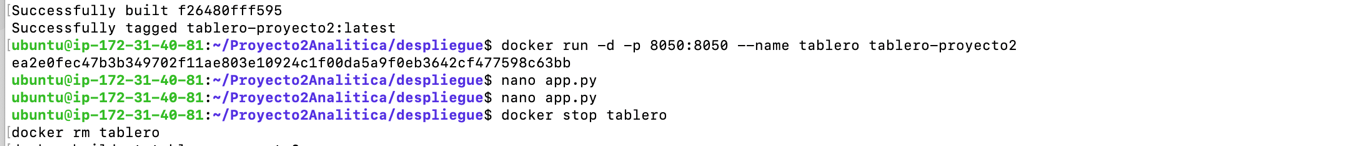 Successfully built f26480fff595
Successfully tagged tablero-proyecto2:latest
ubuntu@ip-172-31-40-81:~/Proyecto2Analitica/despliegue$ docker run -d -p 8050:8050 --name tablero tablero-proyecto2
ea2e0fec47b3b349702f11ae803e10924c1f00da5a9f0eb3642cf477598c63bb
ubuntu@ip-172-31-40-81:~/Proyecto2Analitica/despliegue$ nano app.py
ubuntu@ip-172-31-40-81:~/Proyecto2Analitica/despliegue$ nano app.py
ubuntu@ip-172-31-40-81:~/Proyecto2Analitica/despliegue$ docker stop tablero
docker rm tablero